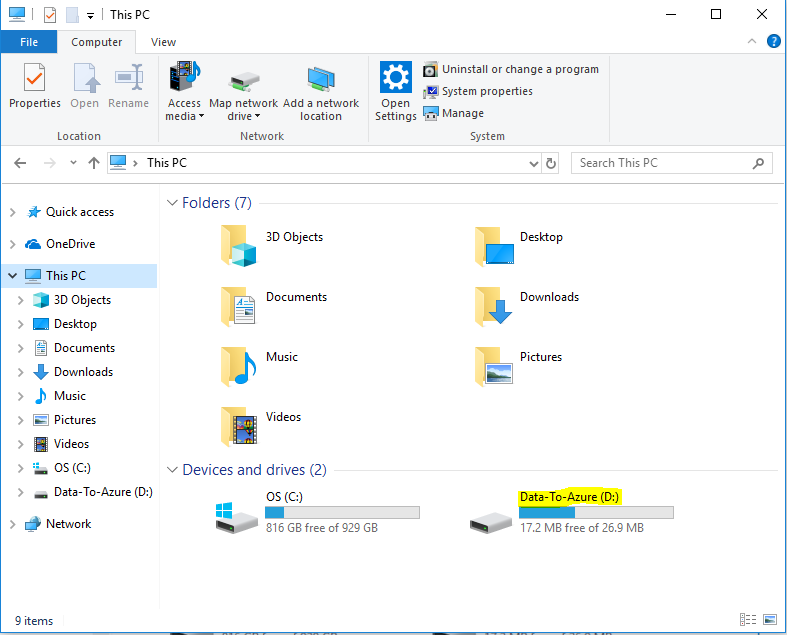 This PC
File
Computer
View
Properties
Open
Rename
Access media
Map network drive
Add a network location
Open Settings
Uninstall or change a program
System properties
Manage
Location
Network
System
This PC
Search This PC
Quick access
OneDrive
This PC
3D Objects
Desktop
Documents
Downloads
Music
Pictures
Videos
OS (C:)
Data-To-Azure (D:)
Network
Folders (7)
3D Objects
Desktop
Documents
Downloads
Music
Pictures
Videos
Devices and drives (2)
OS (C:)
816 GB free of 929 GB
Data-To-Azure (D:)
17.2 MB free of 26.9 MB
9 items